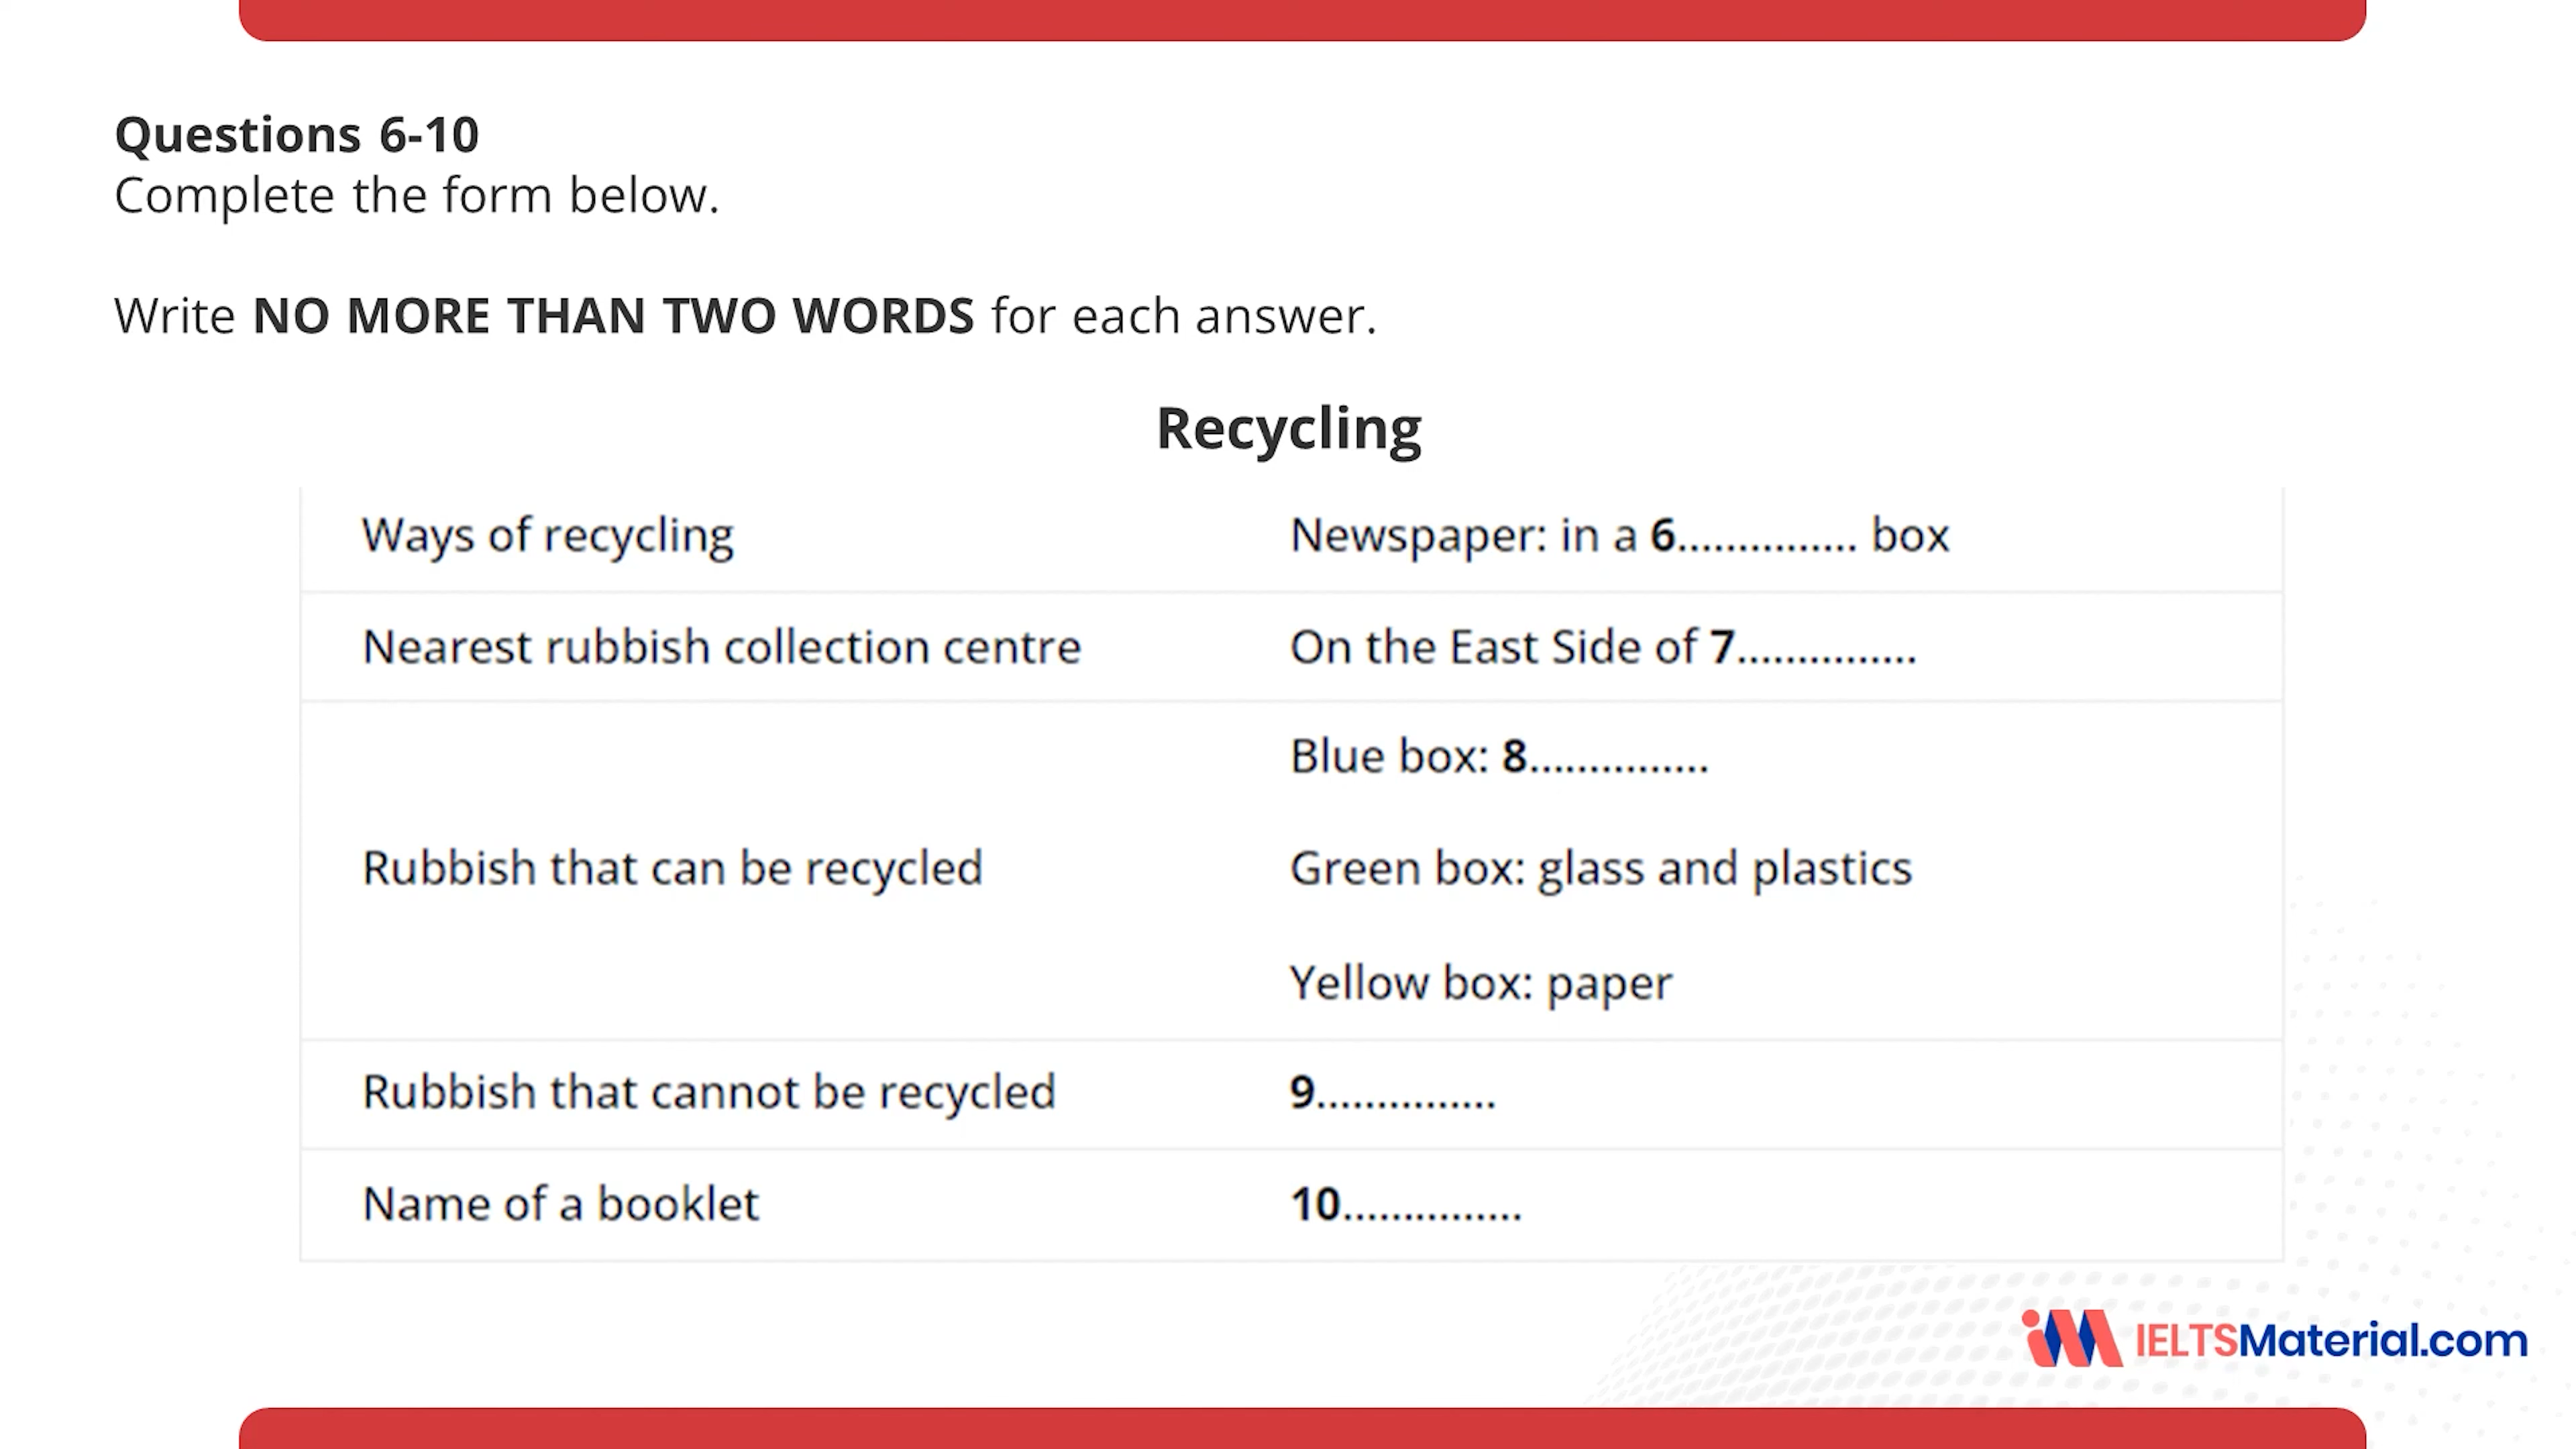 Questions 6-10
Complete the form below.
Write NO MORE THAN TWO WORDS for each answer.
Recycling
Ways of recycling
Newspaper: in a 6............... box
Nearest rubbish collection centre
On the East Side of 7...............
Blue box: 8...............
Rubbish that can be recycled
Green box: glass and plastics
Yellow box: paper
Rubbish that cannot be recycled
9...............
Name of a booklet
10...............
IELTSMaterial.com